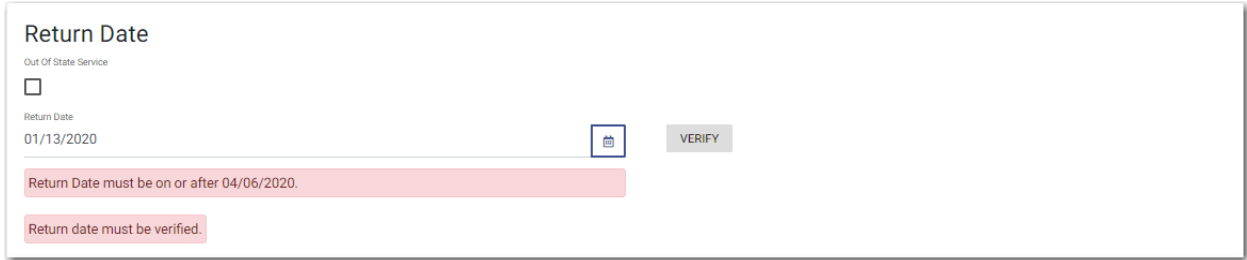 Return Date
Out Of State Service
Return Date
01/13/2020
VERIFY
Return Date must be on or after 04/06/2020.
Return date must be verified.